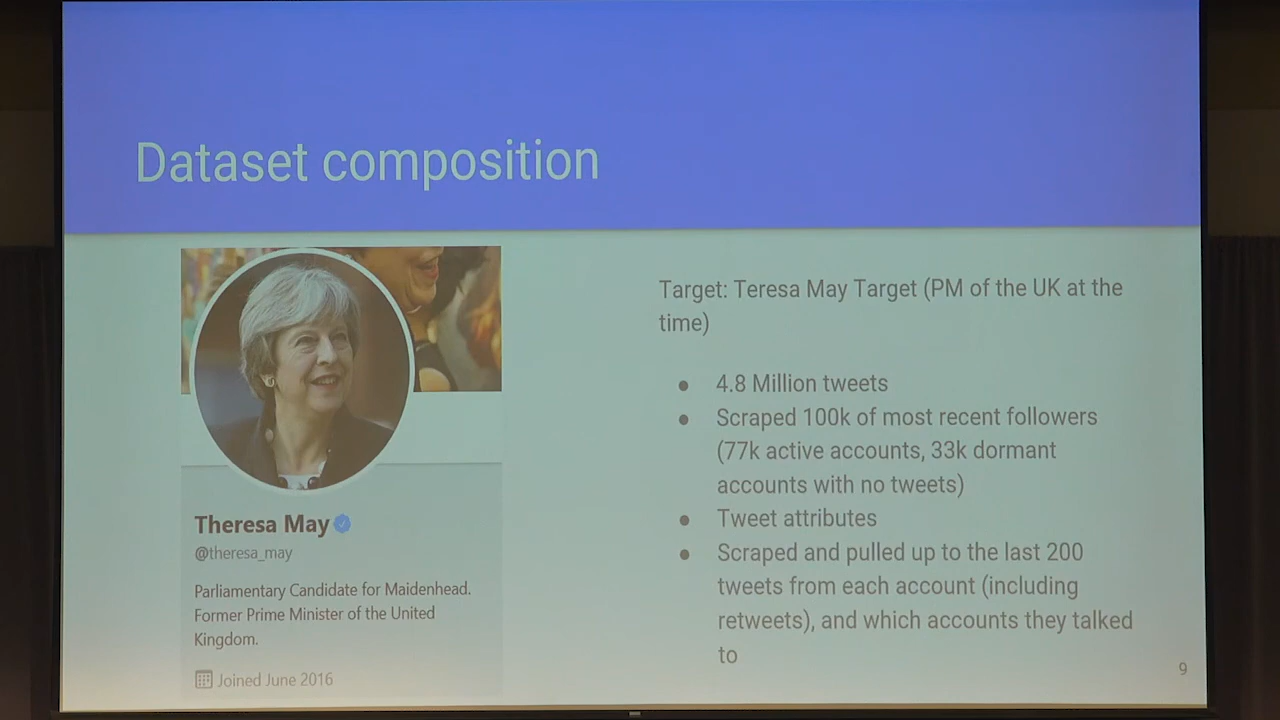 Dataset composition
Theresa May
@theresa_may
Parliamentary Candidate for Maidenhead.
Former Prime Minister of the United
Kingdom.
Joined June 2016
Target: Teresa May Target (PM of the UK at the
time)
● 4.8 Million tweets
● Scraped 100k of most recent followers
(77k active accounts, 33k dormant
accounts with no tweets)
● Tweet attributes
● Scraped and pulled up to the last 200
tweets from each account (including
retweets), and which accounts they talked
to
9